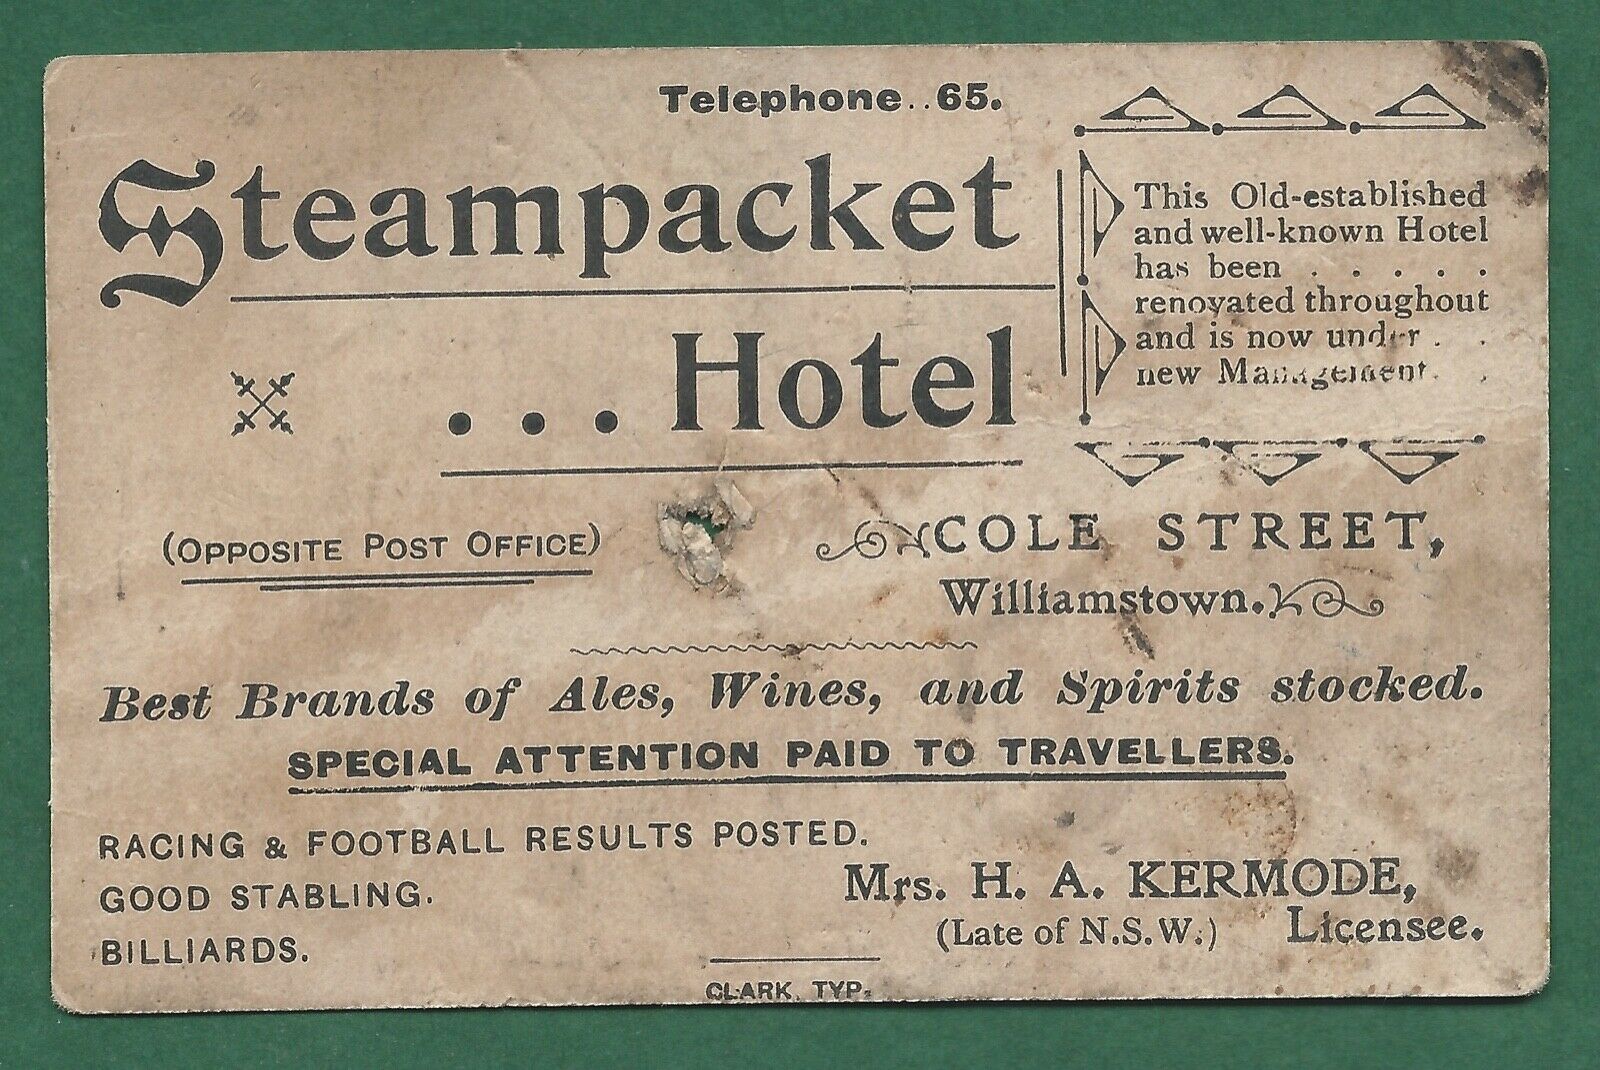 Telephone..65.
Steampacket
... Hotel
This Old-established
and well-known Hotel
has been . . . . .
renovated throughout
and is now under . .
new Management. .
(OPPOSITE POST OFFICE)
COLE STREET,
Williamstown.
Best Brands of Ales, Wines, and Spirits stocked.
SPECIAL ATTENTION PAID TO TRAVELLERS.
RACING & FOOTBALL RESULTS POSTED.
GOOD STABLING.
BILLIARDS.
Mrs. H. A. KERMODE,
(Late of N.S.W.) Licensee.
CLARK, TYP.